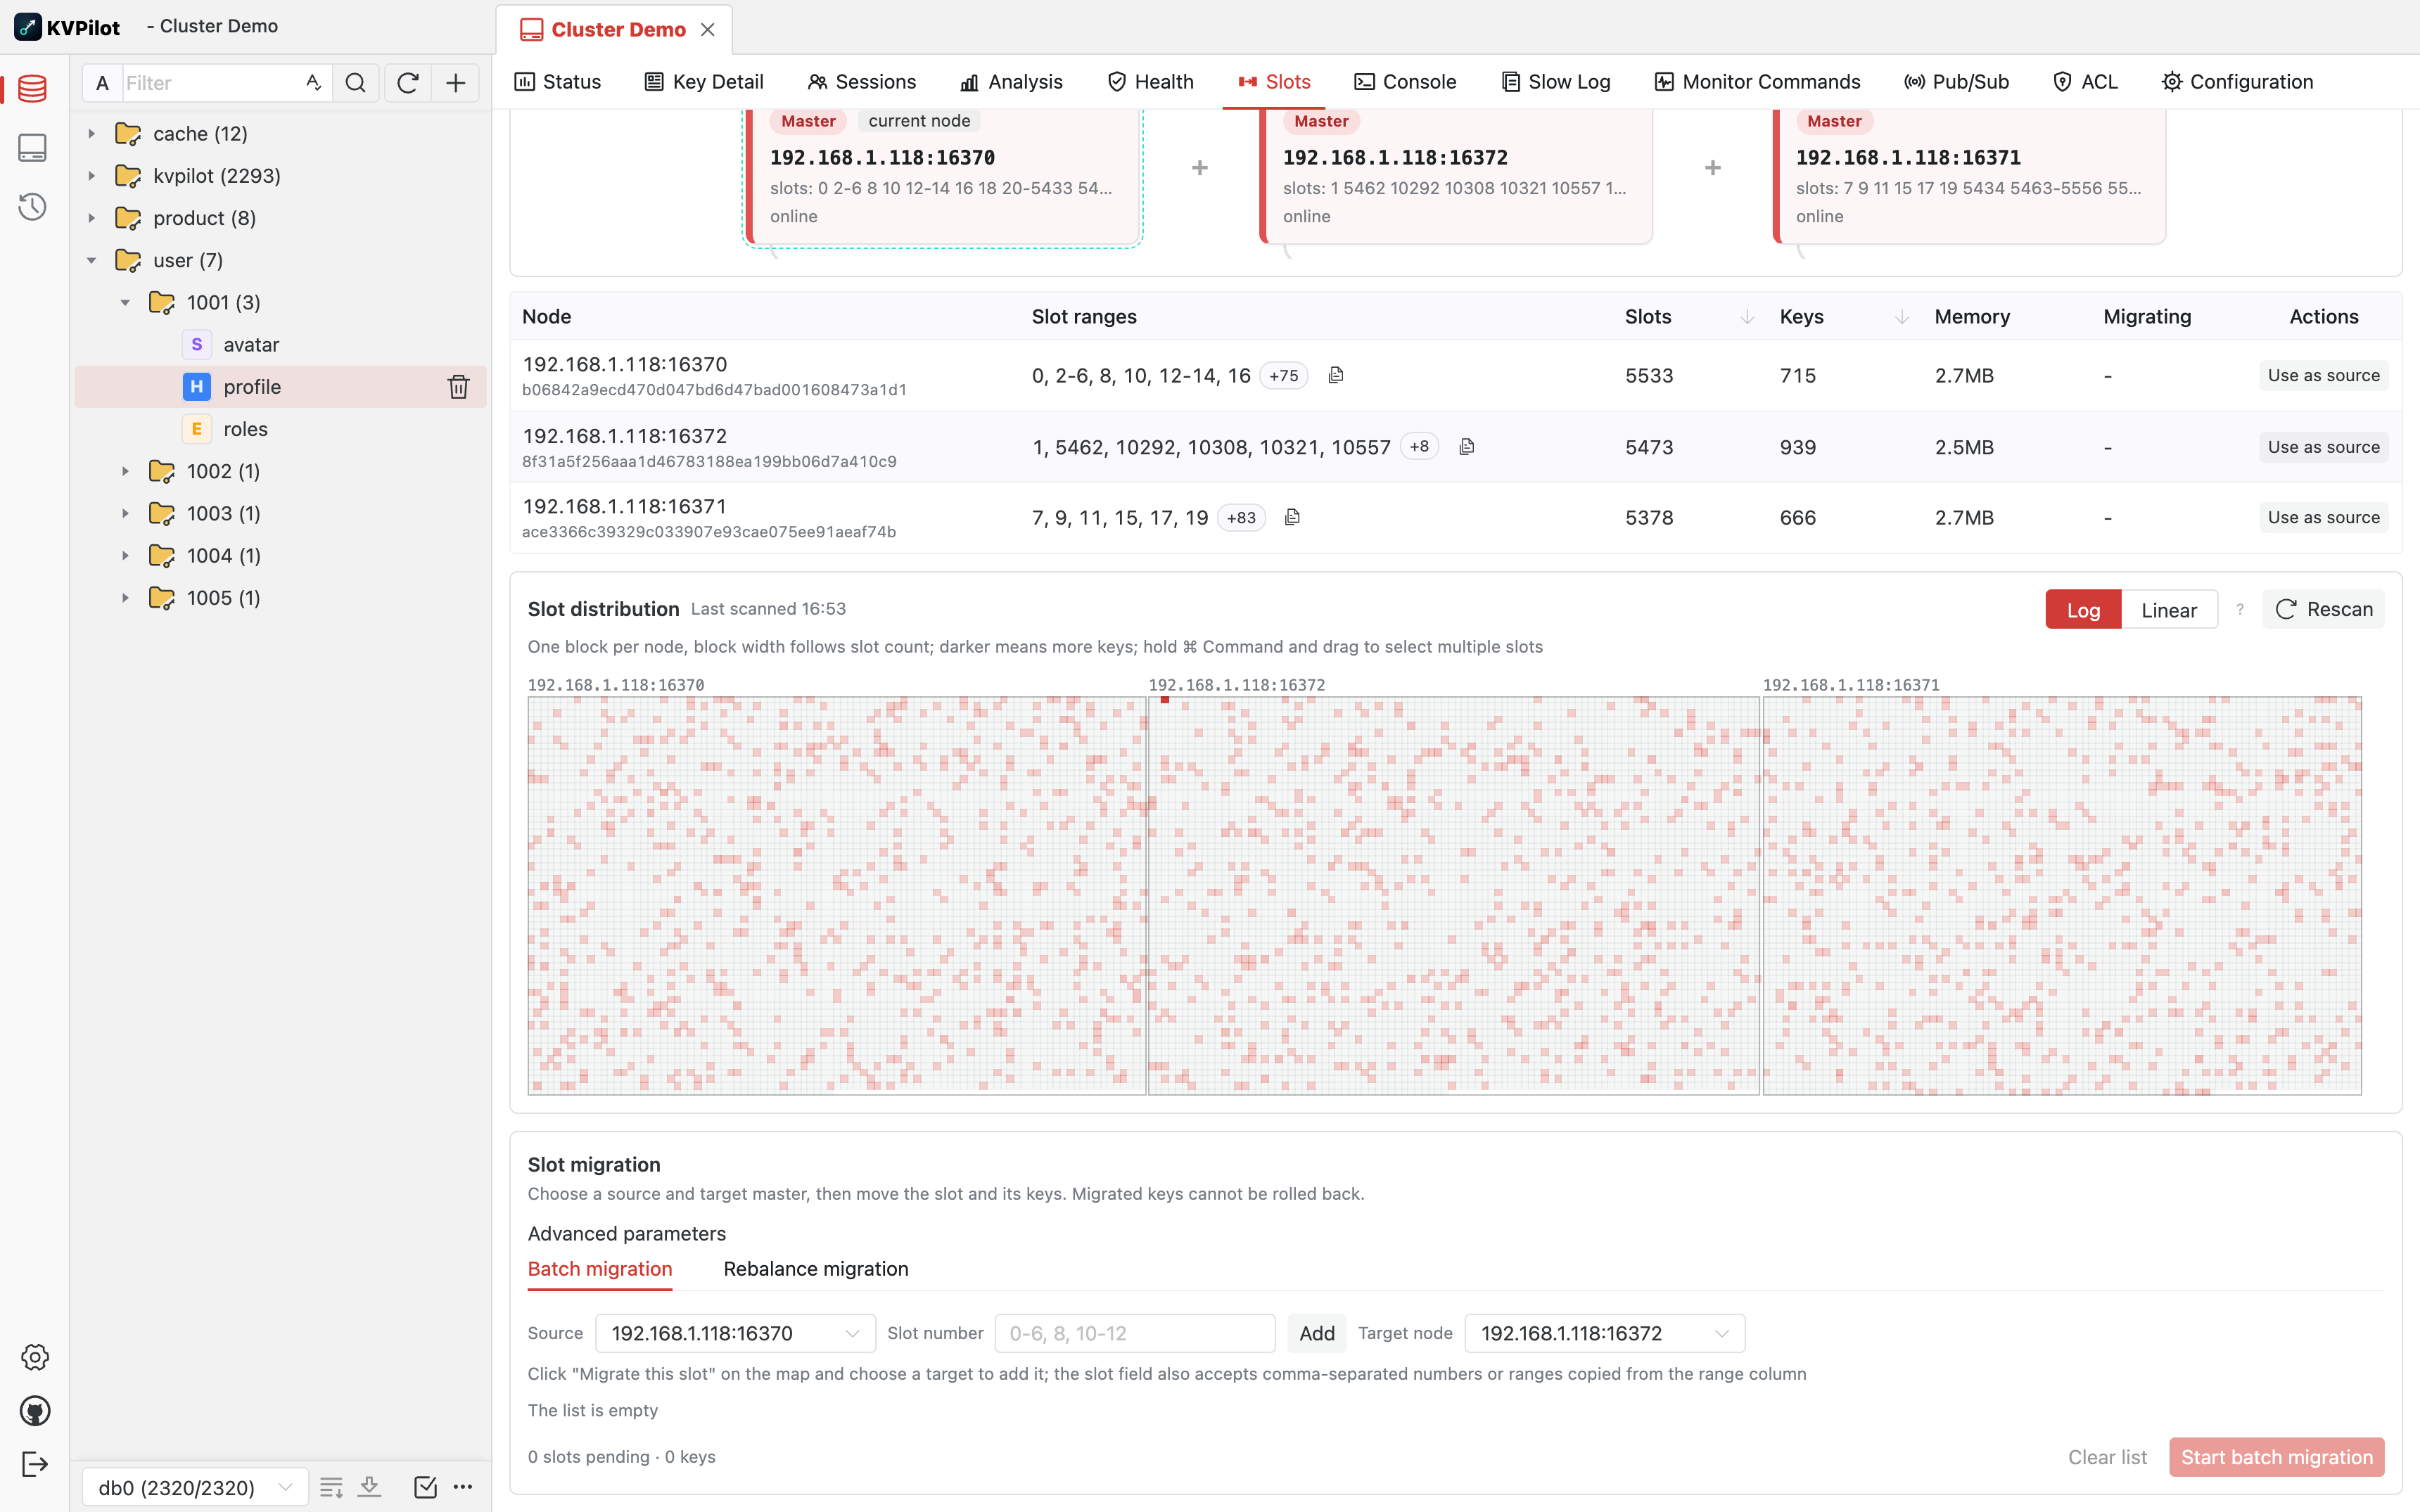 KVPilot - Cluster Demo
Cluster Demo
A Filter
Status Key Detail Sessions Analysis Health Slots Console Slow Log Monitor Commands Pub/Sub ACL Configuration
cache (12)
kvpilot (2293)
product (8)
user (7)
1001 (3)
S avatar
H profile
E roles
1002 (1)
1003 (1)
1004 (1)
1005 (1)
db0 (2320/2320)
Master current node
192.168.1.118:16370
slots: 0 2-6 8 10 12-14 16 18 20-5433 54...
online
+
Master
192.168.1.118:16372
slots: 1 5462 10292 10308 10321 10557 1...
online
+
Master
192.168.1.118:16371
slots: 7 9 11 15 17 19 5434 5463-5556 55...
online
Node Slot ranges Slots Keys Memory Migrating Actions
192.168.1.118:16370
b06842a9ecd470d047bd6d47bad001608473a1d1
0, 2-6, 8, 10, 12-14, 16 +75 5533 715 2.7MB - Use as source
192.168.1.118:16372
8f31a5f256aaa1d46783188ea199bb06d7a410c9
1, 5462, 10292, 10308, 10321, 10557 +8 5473 939 2.5MB - Use as source
192.168.1.118:16371
ace3366c39329c033907e93cae075ee91aeaf74b
7, 9, 11, 15, 17, 19 +83 5378 666 2.7MB - Use as source
Slot distribution Last scanned 16:53
Log Linear ? Rescan
One block per node, block width follows slot count; darker means more keys; hold ⌘ Command and drag to select multiple slots
192.168.1.118:16370 192.168.1.118:16372 192.168.1.118:16371
Slot migration
Choose a source and target master, then move the slot and its keys. Migrated keys cannot be rolled back.
Advanced parameters
Batch migration Rebalance migration
Source 192.168.1.118:16370 Slot number 0-6, 8, 10-12 Add Target node 192.168.1.118:16372
Click "Migrate this slot" on the map and choose a target to add it; the slot field also accepts comma-separated numbers or ranges copied from the range column
The list is empty
0 slots pending · 0 keys
Clear list Start batch migration